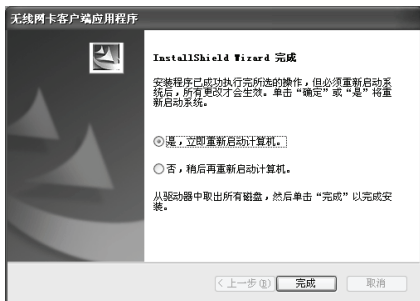 无线网卡客户端应用程序
InstallShield Wizard 完成
安装程序已成功执行完所选的操作，但必须重新启动系
统后，所有更改才会生效。单击“确定”或“是”将重
新启动系统。
是，立即重新启动计算机。
否，稍后再重新启动计算机。
从驱动器中取出所有磁盘，然后单击“完成”以完成安
装。
<上一步(B) 完成 取消